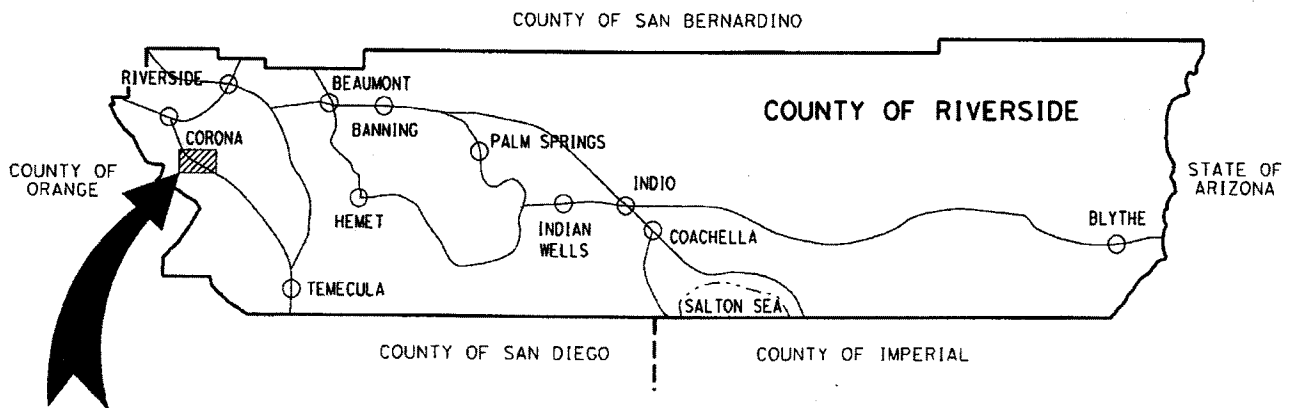 COUNTY OF SAN BERNARDINO
RIVERSIDE
BEAUMONT
BANNING
COUNTY OF RIVERSIDE
CORONA
PALM SPRINGS
COUNTY OF
ORANGE
STATE OF
ARIZONA
HEMET
INDIAN
WELLS
INDIO
COACHELLA
BLYTHE
TEMECULA
SALTON SEA
COUNTY OF SAN DIEGO
COUNTY OF IMPERIAL